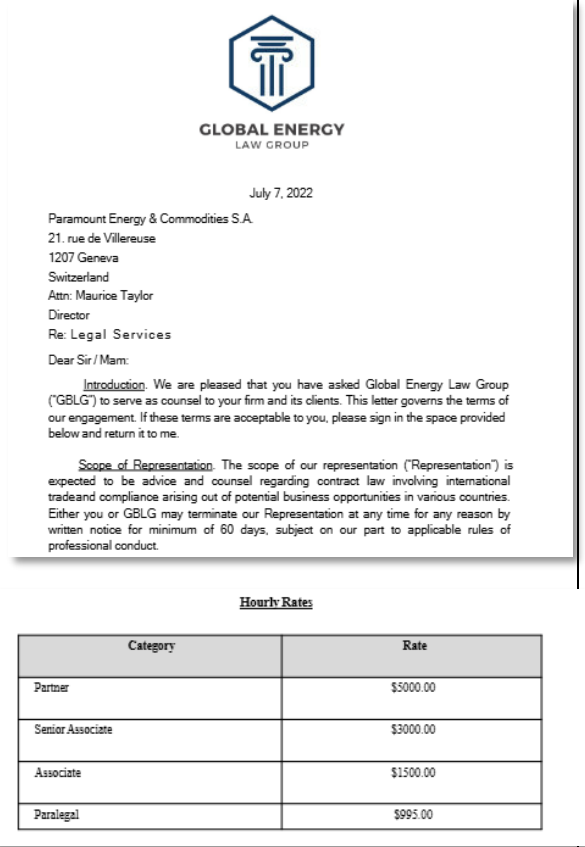 GLOBAL ENERGY
LAW GROUP
July 7, 2022
Paramount Energy & Commodities S.A.
21. rue de Villereuse
1207 Geneva
Switzerland
Attn: Maurice Taylor
Director
Re: Legal Services
Dear Sir / Mam:
Introduction. We are pleased that you have asked Global Energy Law Group
("GBLG") to serve as counsel to your firm and its clients. This letter governs the terms of
our engagement. If these terms are acceptable to you, please sign in the space provided
below and return it to me.
Scope of Representation. The scope of our representation ("Representation") is
expected to be advice and counsel regarding contract law involving international
tradeand compliance arising out of potential business opportunities in various countries.
Either you or GBLG may terminate our Representation at any time for any reason by
written notice for minimum of 60 days, subject on our part to applicable rules of
professional conduct.
Hourly Rates
Category Rate
Partner $5000.00
Senior Associate $3000.00
Associate $1500.00
Paralegal $995.00